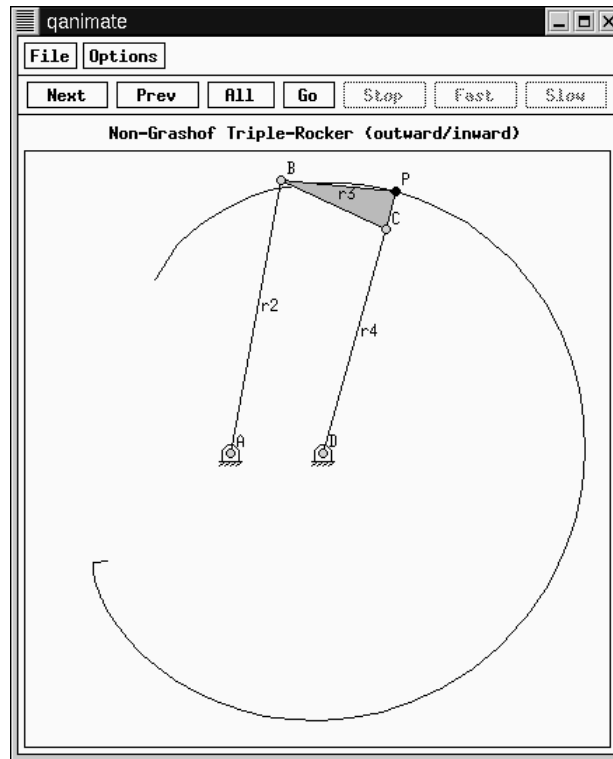 qanimate
File Options
Next Prev All Go Stop Fast Slow
Non-Grashof Triple-Rocker (outward/inward)
B
P
r3
C
r2
r4
A
D